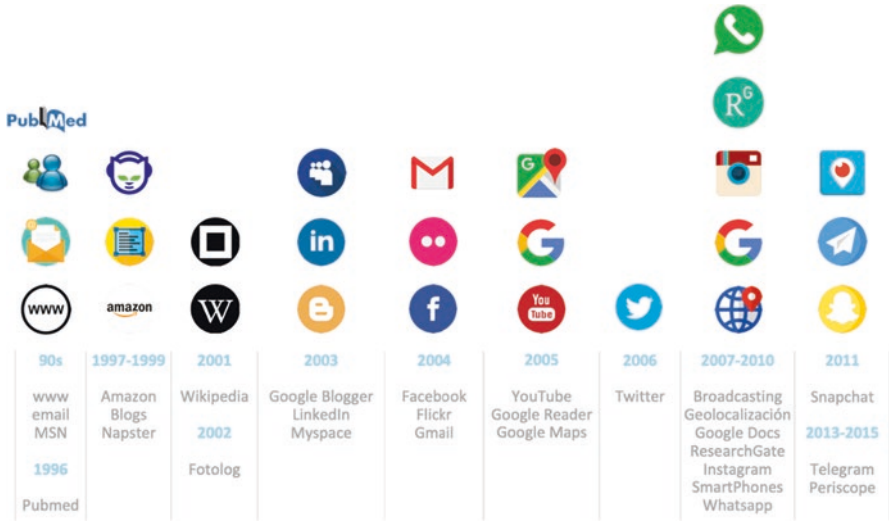 PubMed
www
amazon
W
in
B
M
f
G
G
You
Tube
R G
G
90s
www
email
MSN
1996
Pubmed
1997-1999
Amazon
Blogs
Napster
2001
Wikipedia
2002
Fotolog
2003
Google Blogger
LinkedIn
Myspace
2004
Facebook
Flickr
Gmail
2005
YouTube
Google Reader
Google Maps
2006
Twitter
2007-2010
Broadcasting
Geolocalización
Google Docs
ResearchGate
Instagram
SmartPhones
Whatsapp
2011
Snapchat
2013-2015
Telegram
Periscope